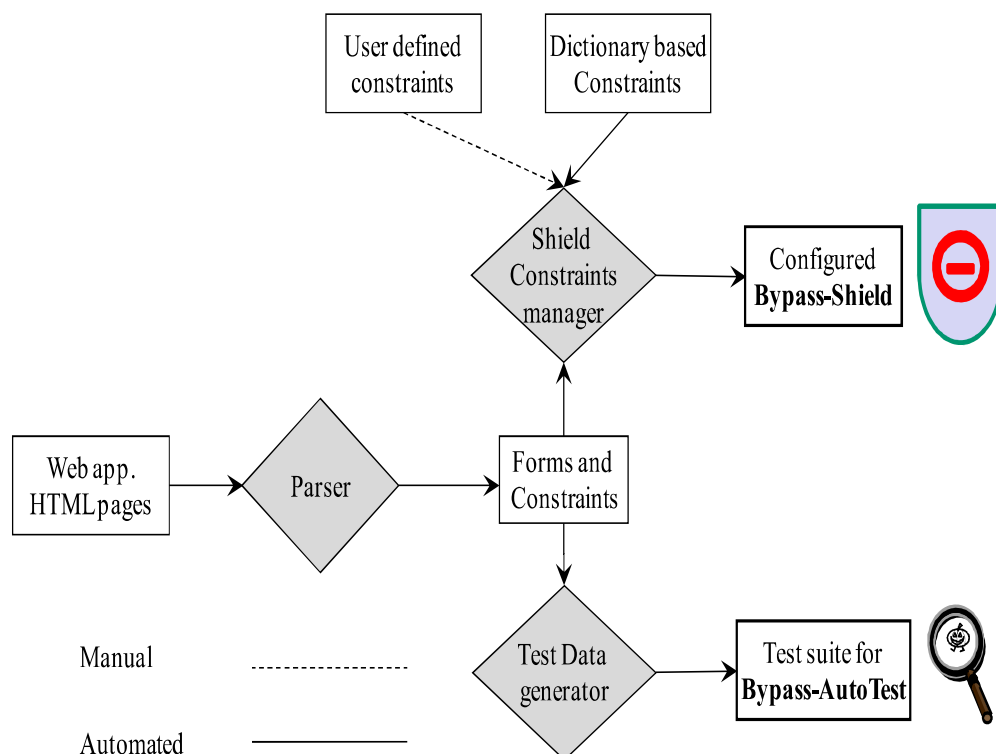 User defined
constraints
Dictionary based
Constraints
Shield
Constraints
manager
Configured
Bypass-Shield
Web app.
HTML pages
Parser
Forms and
Constraints
Test Data
generator
Test suite for
Bypass-AutoTest
Manual
Automated